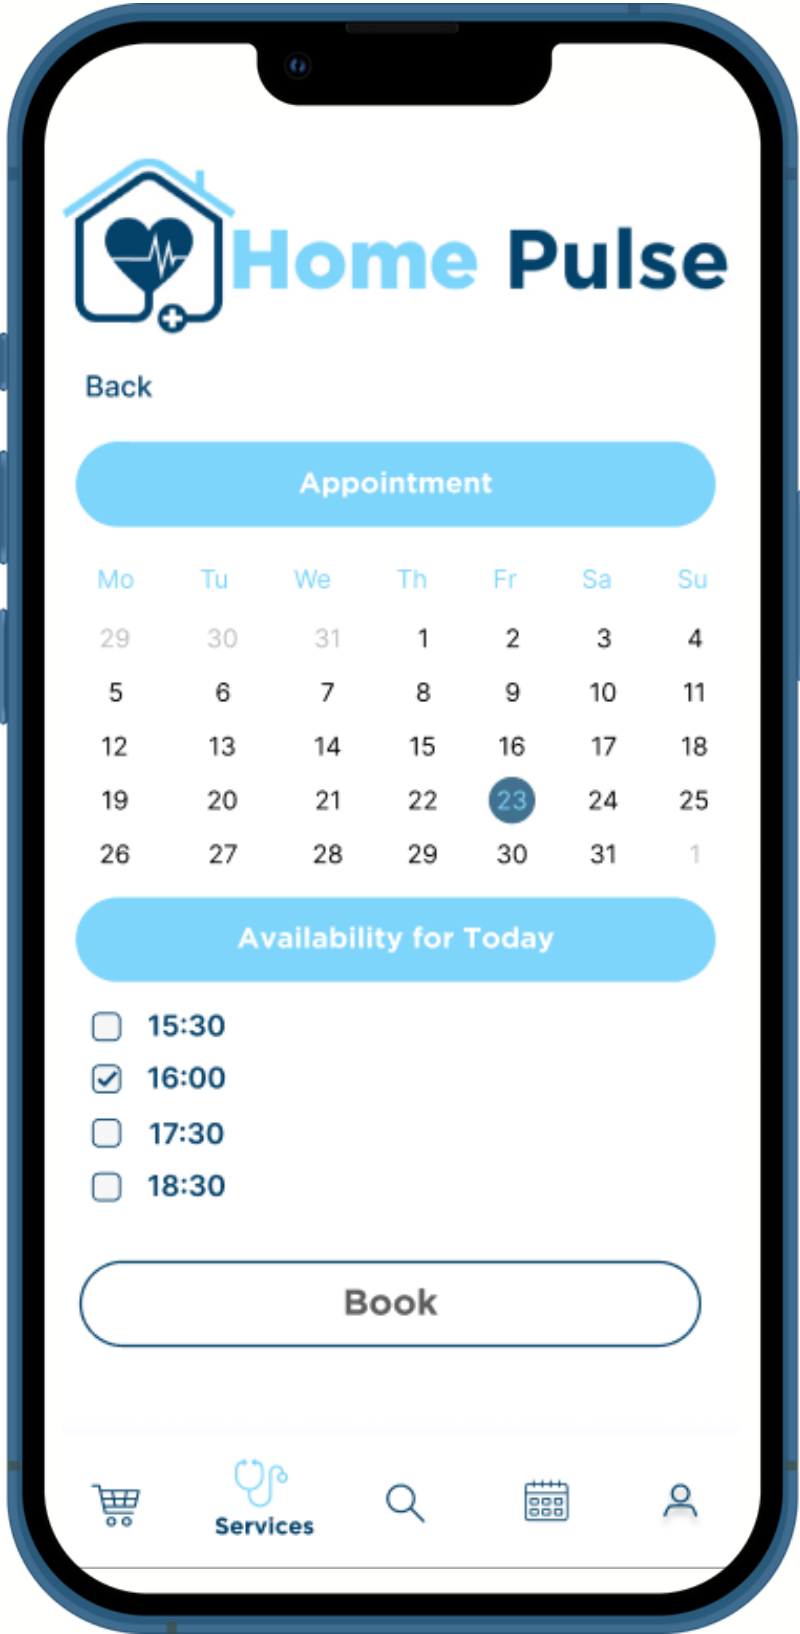 Home Pulse
Back
Appointment
Mo Tu We Th Fr Sa Su
29 30 31 1 2 3 4
5 6 7 8 9 10 11
12 13 14 15 16 17 18
19 20 21 22 23 24 25
26 27 28 29 30 31 1
Availability for Today
15:30
16:00
17:30
18:30
Book
Services